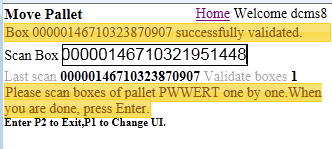 Move Pallet Home Welcome dcms8
Box 00000146710323870907 successfully validated.
Scan Box 00000146710321951448
Last scan 00000146710323870907 Validate boxes 1
Please scan boxes of pallet PWWERT one by one.When
you are done, press Enter.
Enter P2 to Exit,P1 to Change UI.